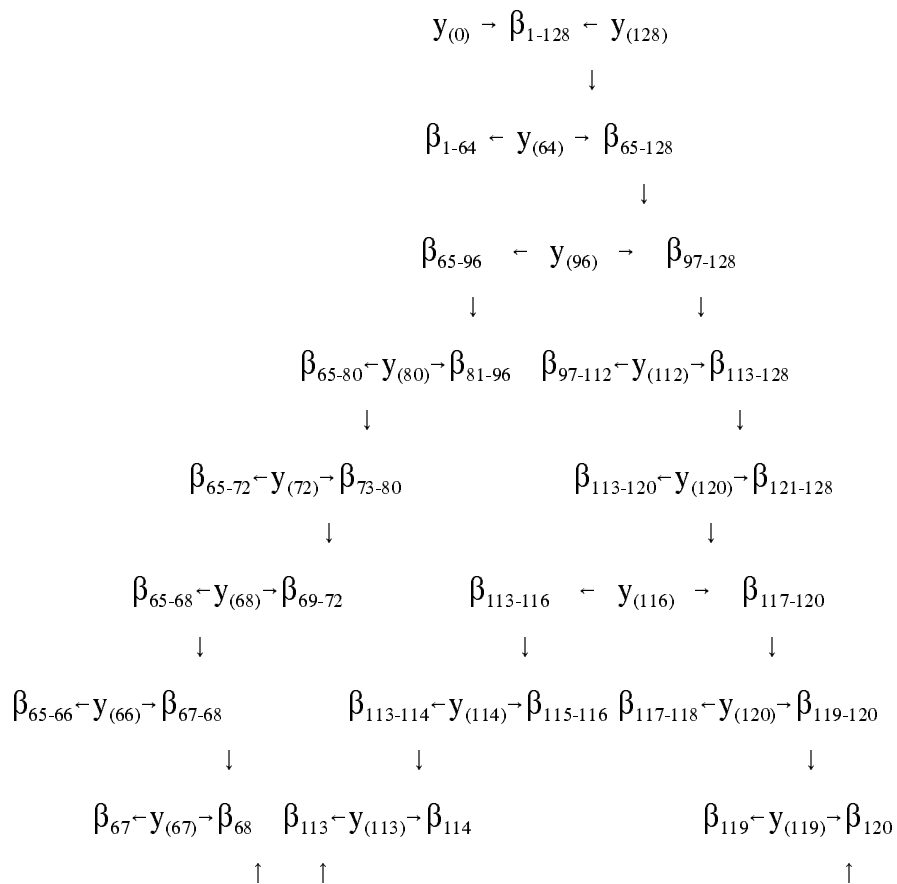 y(0) → β1-128 ← y(128)
↓
β1-64 ← y(64) → β65-128
↓
β65-96 ← y(96) → β97-128
↓ ↓
β65-80←y(80)→β81-96 β97-112←y(112)→β113-128
↓ ↓
β65-72←y(72)→β73-80 β113-120←y(120)→β121-128
↓ ↓
β65-68←y(68)→β69-72 β113-116 ← y(116) → β117-120
↓ ↓ ↓
β65-66←y(66)→β67-68 β113-114←y(114)→β115-116 β117-118←y(120)→β119-120
↓ ↓ ↓
β67←y(67)→β68 β113←y(113)→β114 β119←y(119)→β120
↑ ↑ ↑